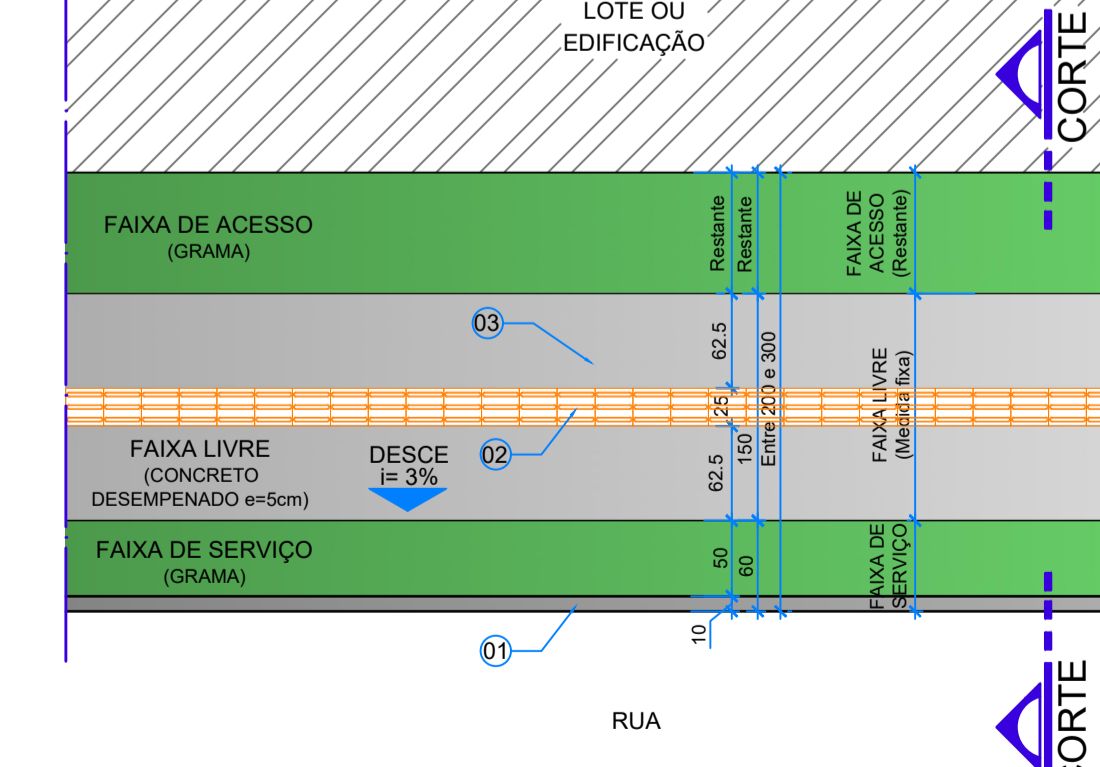 LOTE OU
EDIFICAÇÃO
CORTE
FAIXA DE ACESSO
(GRAMA)
Restante
Restante
FAIXA DE
ACESSO
(Restante)
03
62.5
25
62.5
150
Entre 200 e 300
FAIXA LIVRE
(Medida fixa)
02
FAIXA LIVRE
(CONCRETO
DESEMPENADO e=5cm)
DESCE
i= 3%
FAIXA DE SERVIÇO
(GRAMA)
50
60
FAIXA DE
SERVIÇO
10
01
RUA
CORTE